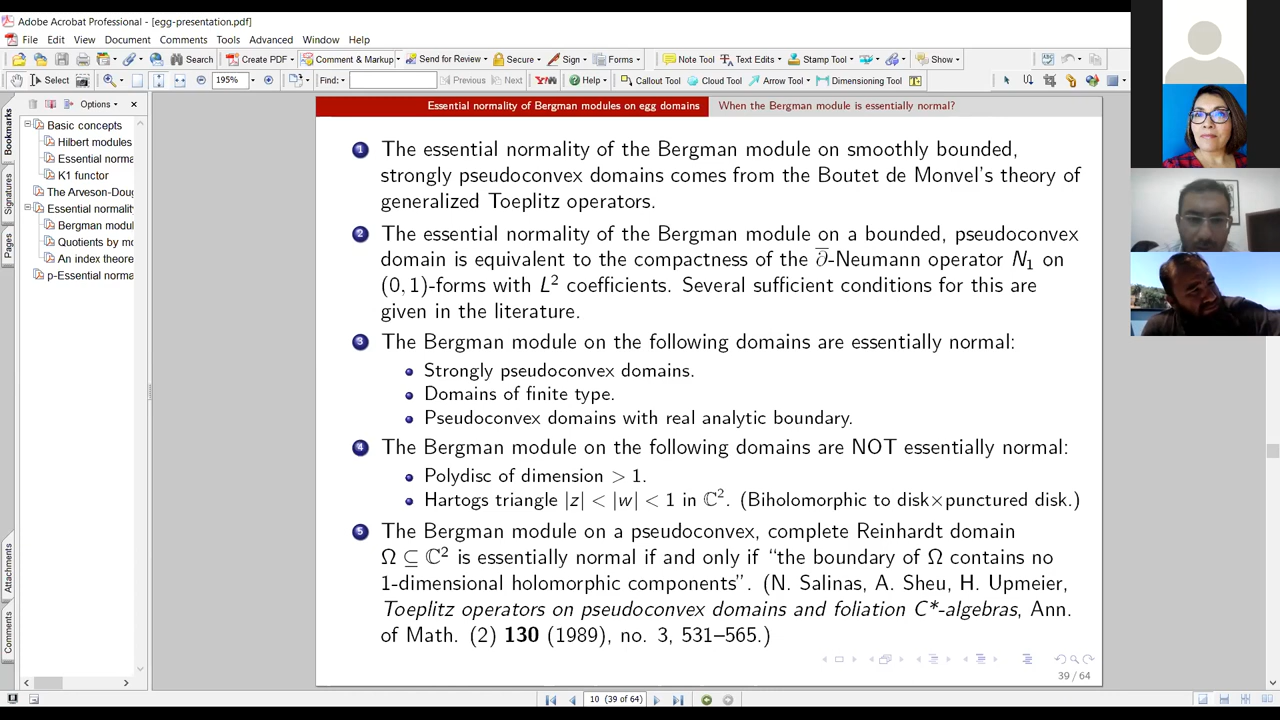 Adobe Acrobat Professional - [egg-presentation.pdf]
File Edit View Document Comments Tools Advanced Window Help
Search Create PDF Comment & Markup Send for Review Secure Sign Forms Note Tool Text Edits Stamp Tool Show
Select 195% Find: Previous Next Help Callout Tool Cloud Tool Arrow Tool Dimensioning Tool
Options
Bookmarks
Signatures
Pages
Attachments
Comments
Basic concepts
Hilbert modules
Essential norma
K1 functor
The Arveson-Doug
Essential normality
Bergman modul
Quotients by mo
An index theore
p-Essential norma
Essential normality of Bergman modules on egg domains When the Bergman module is essentially normal?
1 The essential normality of the Bergman module on smoothly bounded,
strongly pseudoconvex domains comes from the Boutet de Monvel's theory of
generalized Toeplitz operators.
2 The essential normality of the Bergman module on a bounded, pseudoconvex
domain is equivalent to the compactness of the ∂̅-Neumann operator N₁ on
(0, 1)-forms with L² coefficients. Several sufficient conditions for this are
given in the literature.
3 The Bergman module on the following domains are essentially normal:
Strongly pseudoconvex domains.
Domains of finite type.
Pseudoconvex domains with real analytic boundary.
4 The Bergman module on the following domains are NOT essentially normal:
Polydisc of dimension > 1.
Hartogs triangle |z| < |w| < 1 in ℂ². (Biholomorphic to disk×punctured disk.)
5 The Bergman module on a pseudoconvex, complete Reinhardt domain
Ω ⊆ ℂ² is essentially normal if and only if “the boundary of Ω contains no
1-dimensional holomorphic components”. (N. Salinas, A. Sheu, H. Upmeier,
Toeplitz operators on pseudoconvex domains and foliation C*-algebras, Ann.
of Math. (2) 130 (1989), no. 3, 531–565.)
39 / 64
10 (39 of 64)